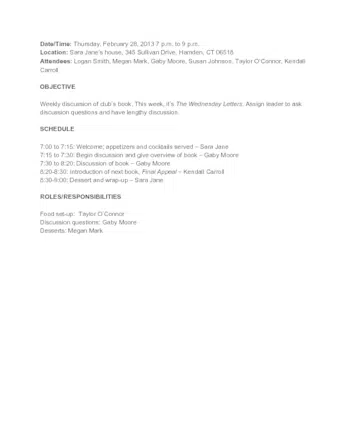 Date/Time: Thursday, February 28, 2013 7 p.m. to 9 p.m.
Location: Sara Jane's house, 345 Sullivan Drive, Hamden, CT 06518
Attendees: Logan Smith, Megan Mark, Gaby Moore, Susan Johnson, Taylor O'Connor, Kendall
Carroll
OBJECTIVE
Weekly discussion of club's book. This week, it's The Wednesday Letters. Assign leader to ask
discussion questions and have lengthy discussion.
SCHEDULE
7:00 to 7:15: Welcome; appetizers and cocktails served – Sara Jane
7:15 to 7:30: Begin discussion and give overview of book – Gaby Moore
7:30 to 8:20: Discussion of book – Gaby Moore
8:20-8:30: Introduction of next book, Final Appeal – Kendall Carroll
8:30-9:00: Dessert and wrap-up – Sara Jane
ROLES/RESPONSIBILITIES
Food set-up: Taylor O'Connor
Discussion questions: Gaby Moore
Desserts: Megan Mark